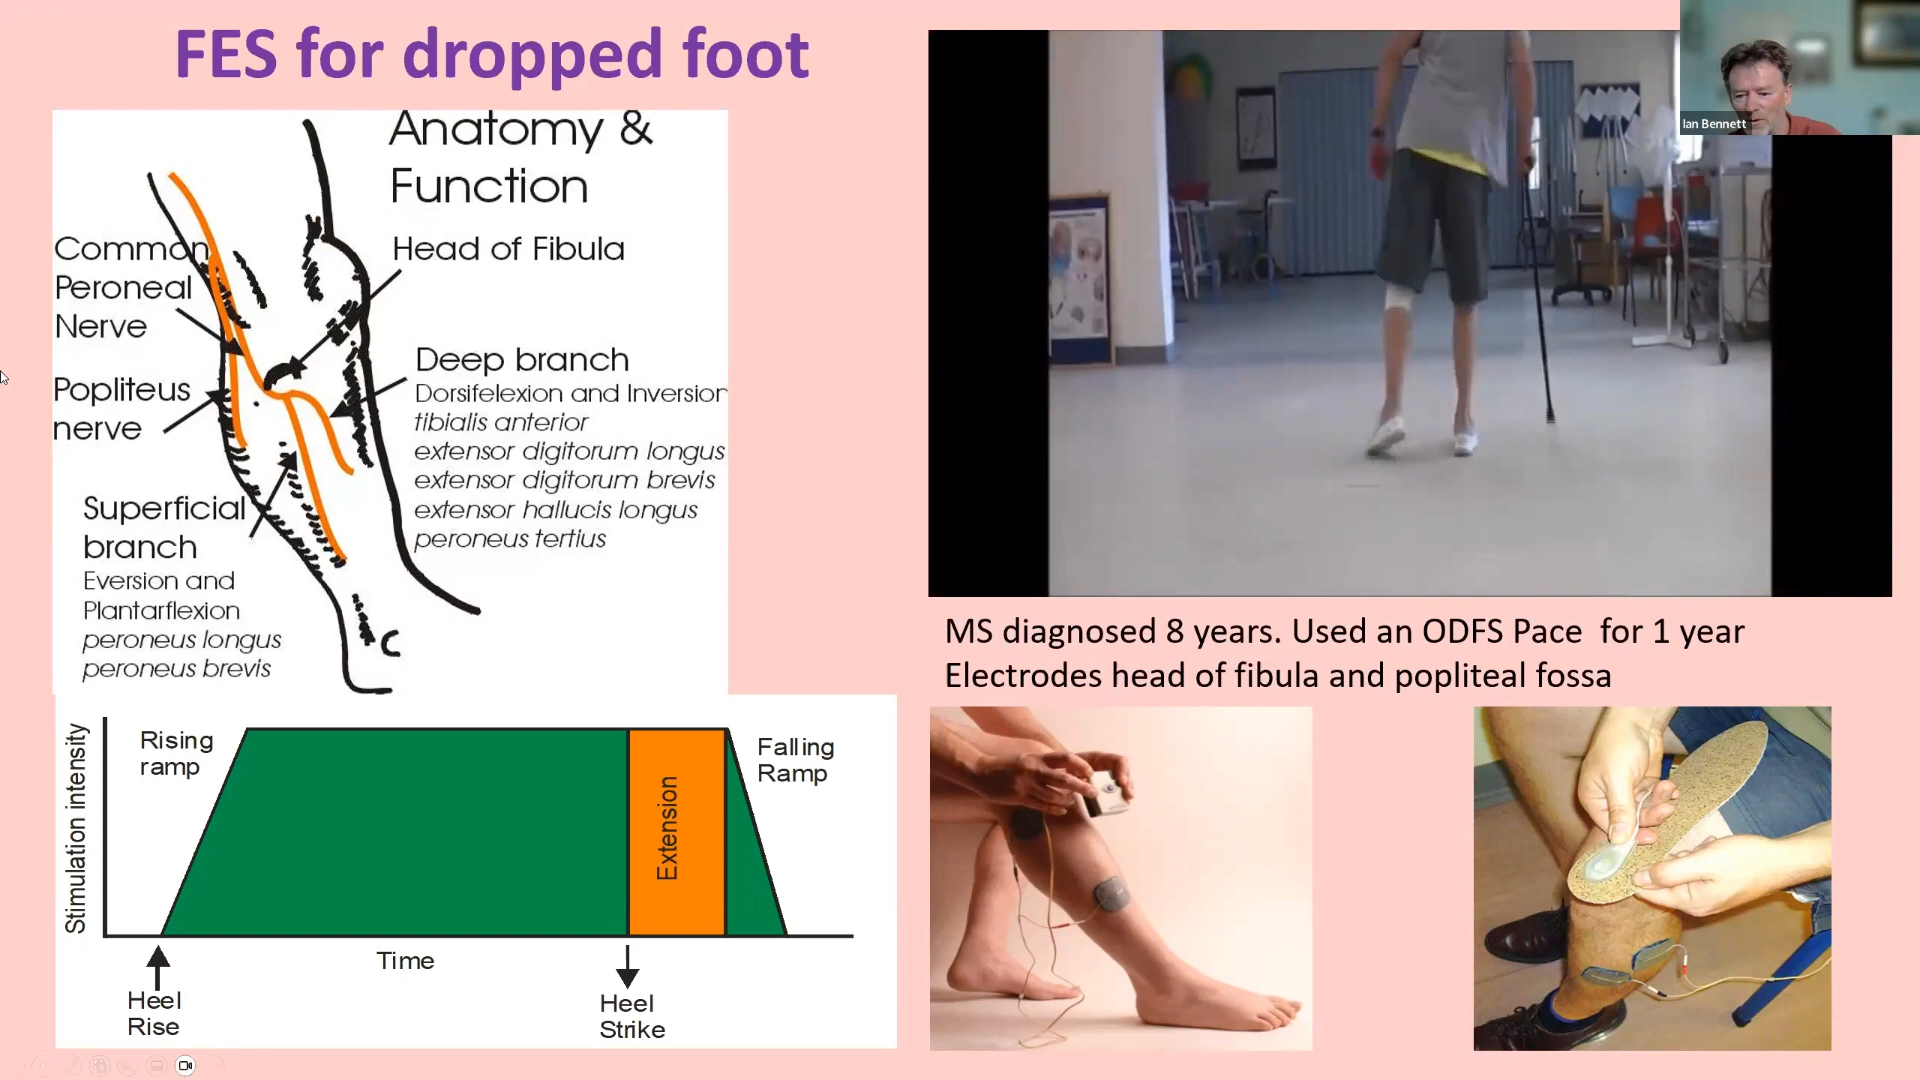 FES for dropped foot
Anatomy &
Function
Common
Peroneal
Nerve
Head of Fibula
Popliteus
nerve
Deep branch
Dorsifelexion and Inversion
tibialis anterior
extensor digitorum longus
extensor digitorum brevis
extensor hallucis longus
peroneus tertius
Superficial
branch
Eversion and
Plantarflexion
peroneus longus
peroneus brevis
C
Stimulation intensity
Rising
ramp
Extension
Falling
Ramp
Time
Heel
Rise
Heel
Strike
Ian Bennett
MS diagnosed 8 years. Used an ODFS Pace for 1 year
Electrodes head of fibula and popliteal fossa